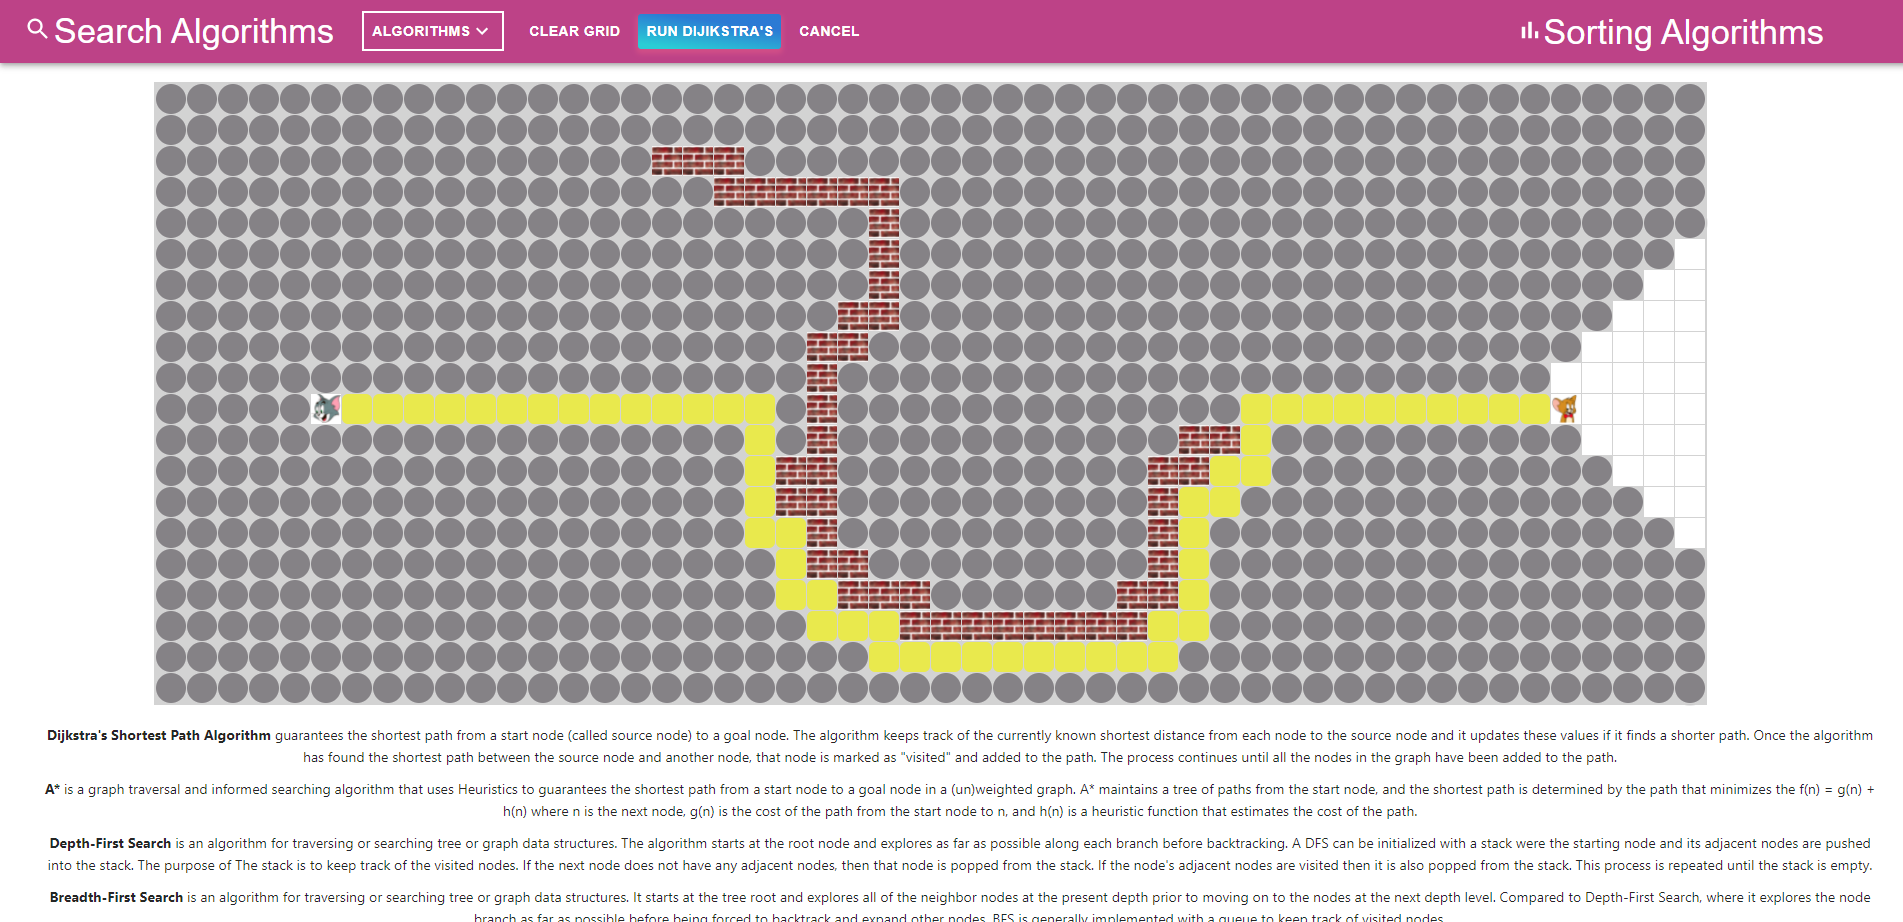 Search Algorithms ALGORITHMS CLEAR GRID RUN DIJIKSTRA'S CANCEL Sorting Algorithms
Dijkstra's Shortest Path Algorithm guarantees the shortest path from a start node (called source node) to a goal node. The algorithm keeps track of the currently known shortest distance from each node to the source node and it updates these values if it finds a shorter path. Once the algorithm
has found the shortest path between the source node and another node, that node is marked as "visited" and added to the path. The process continues until all the nodes in the graph have been added to the path.
A* is a graph traversal and informed searching algorithm that uses Heuristics to guarantees the shortest path from a start node to a goal node in a (un)weighted graph. A* maintains a tree of paths from the start node, and the shortest path is determined by the path that minimizes the f(n) = g(n) +
h(n) where n is the next node, g(n) is the cost of the path from the start node to n, and h(n) is a heuristic function that estimates the cost of the path.
Depth-First Search is an algorithm for traversing or searching tree or graph data structures. The algorithm starts at the root node and explores as far as possible along each branch before backtracking. A DFS can be initialized with a stack were the starting node and its adjacent nodes are pushed
into the stack. The purpose of The stack is to keep track of the visited nodes. If the next node does not have any adjacent nodes, then that node is popped from the stack. If the node's adjacent nodes are visited then it is also popped from the stack. This process is repeated until the stack is empty.
Breadth-First Search is an algorithm for traversing or searching tree or graph data structures. It starts at the tree root and explores all of the neighbor nodes at the present depth prior to moving on to the nodes at the next depth level. Compared to Depth-First Search, where it explores the node
branch as far as possible before being forced to backtrack and expand other nodes, BFS is generally implemented with a queue to keep track of visited nodes.